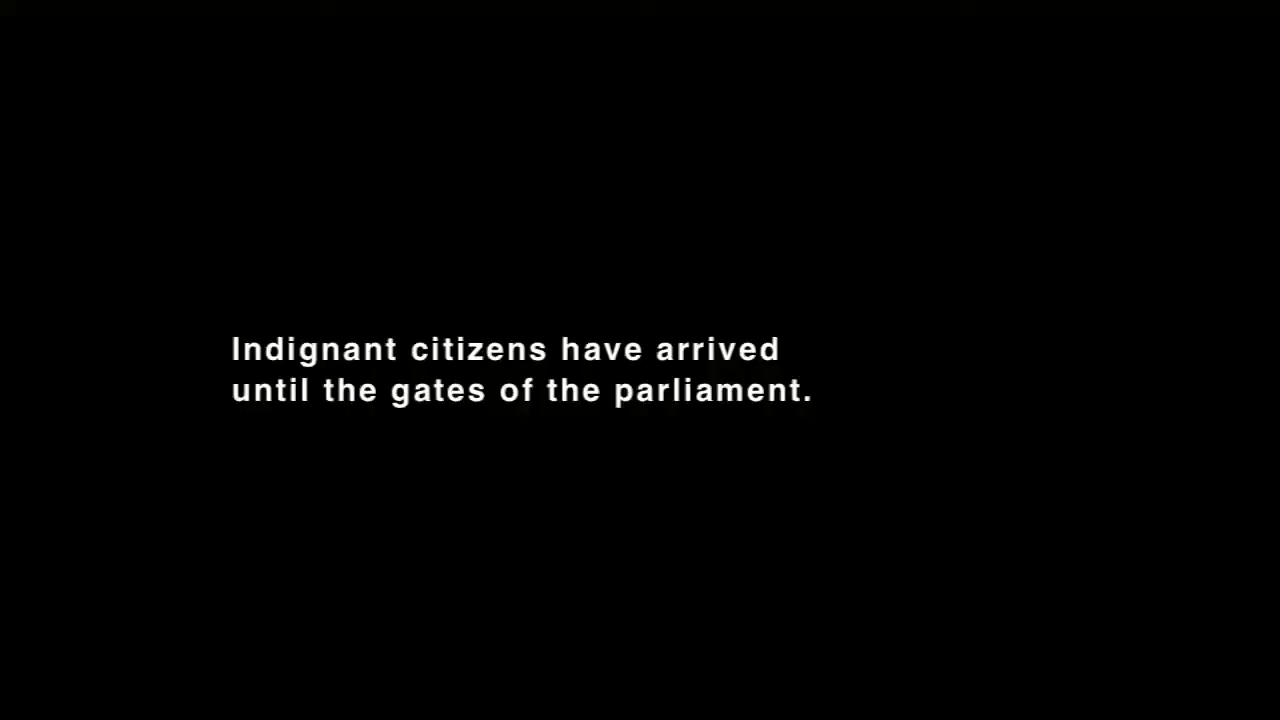 Indignant citizens have arrived
until the gates of the parliament.